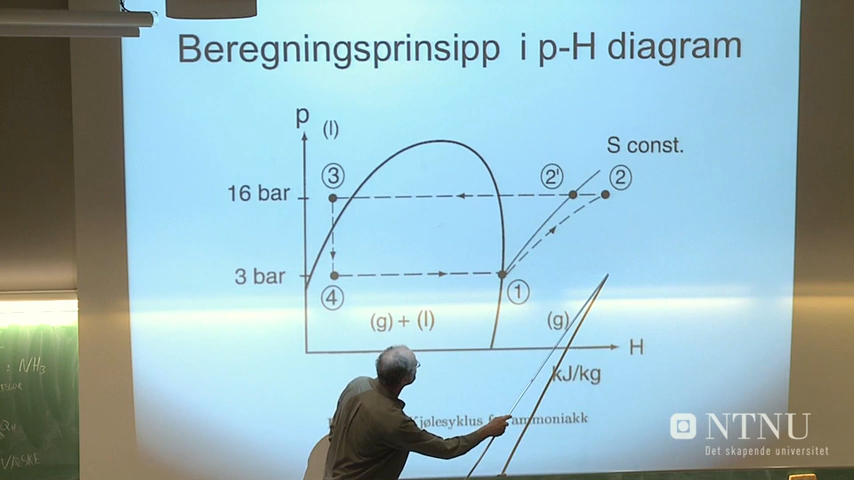 Beregningsprinsipp i p-H diagram
p
(l)
S const.
3
2'
2
16 bar
3 bar
4
1
(g) + (l)
(g)
H
kJ/kg
ammoniakk
: NH3
NTNU
Det skapende universitet